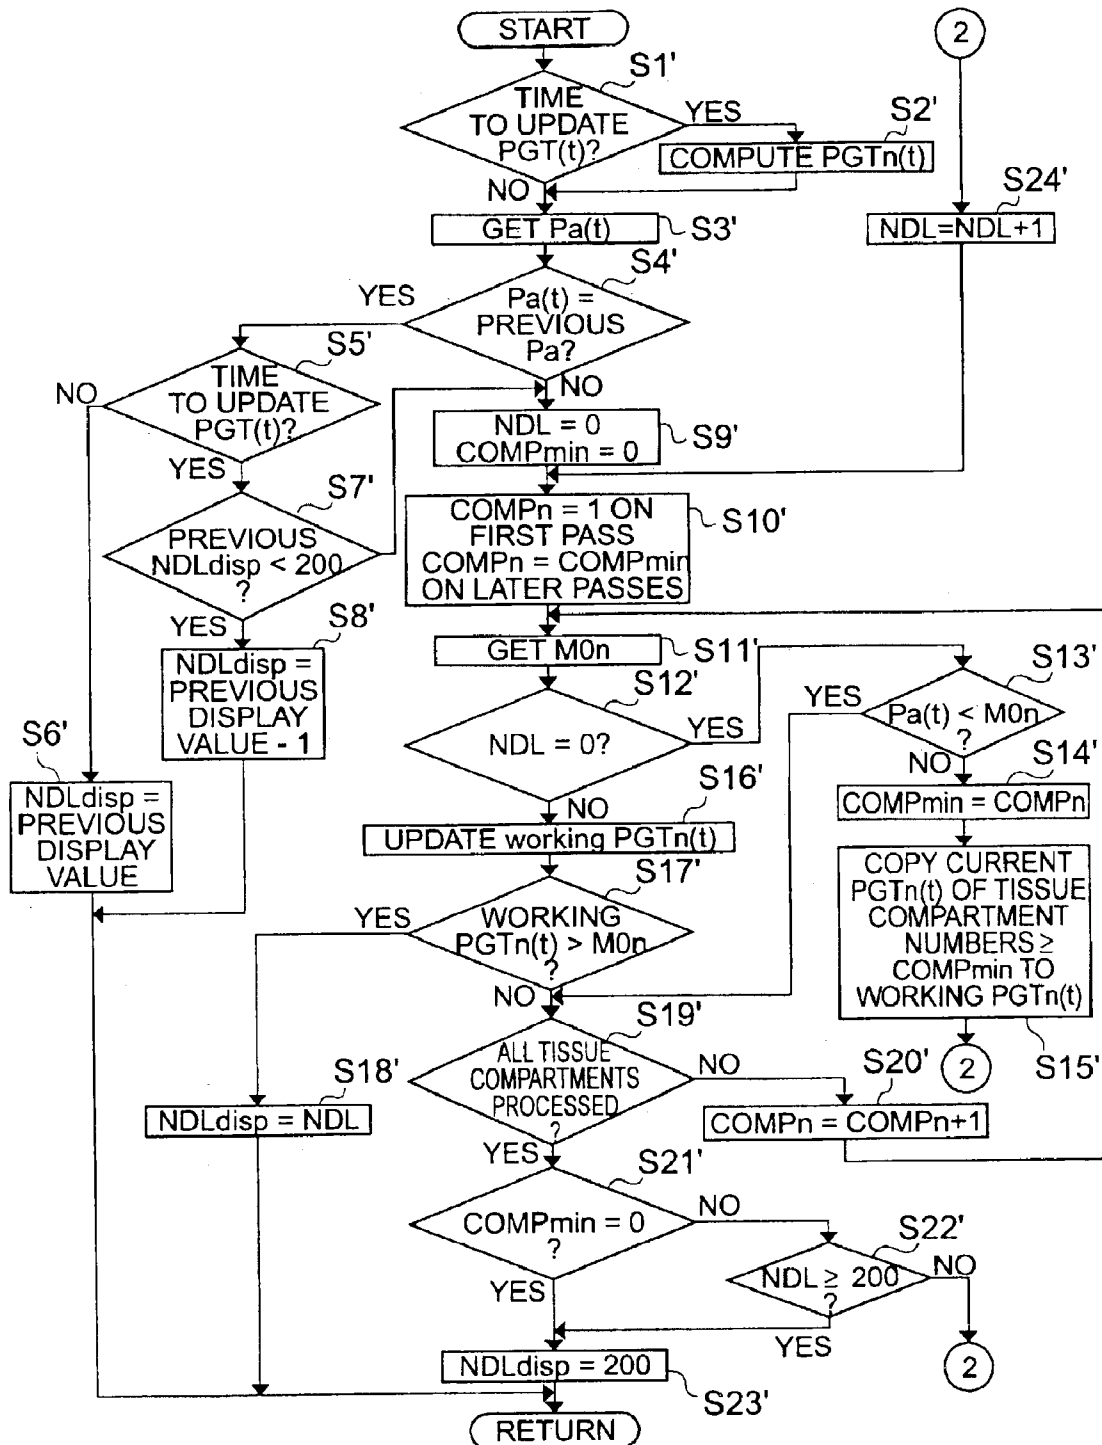 START
2
S1'
TIME
TO UPDATE
PGT(t)?
YES
NO
S2'
COMPUTE PGTn(t)
S24'
NDL=NDL+1
GET Pa(t)
S3'
S4'
Pa(t) =
PREVIOUS
Pa?
YES
NO
S5'
TIME
TO UPDATE
PGT(t)?
NO
YES
S9'
NDL = 0
COMPmin = 0
S7'
PREVIOUS
NDLdisp < 200
?
YES
S10'
COMPn = 1 ON
FIRST PASS
COMPn = COMPmin
ON LATER PASSES
S8'
NDLdisp =
PREVIOUS
DISPLAY
VALUE - 1
S6'
NDLdisp =
PREVIOUS
DISPLAY
VALUE
GET M0n
S11'
S12'
NDL = 0?
YES
NO
S13'
Pa(t) < M0n
?
YES
NO
S14'
COMPmin = COMPn
COPY CURRENT
PGTn(t) OF TISSUE
COMPARTMENT
NUMBERS ≥
COMPmin TO
WORKING PGTn(t)
S15'
2
S16'
UPDATE working PGTn(t)
S17'
WORKING
PGTn(t) > M0n
?
YES
NO
S18'
NDLdisp = NDL
S19'
ALL TISSUE
COMPARTMENTS
PROCESSED
?
NO
YES
S20'
COMPn = COMPn+1
S21'
COMPmin = 0
?
NO
YES
S22'
NDL ≥ 200
?
NO
YES
2
NDLdisp = 200
S23'
RETURN